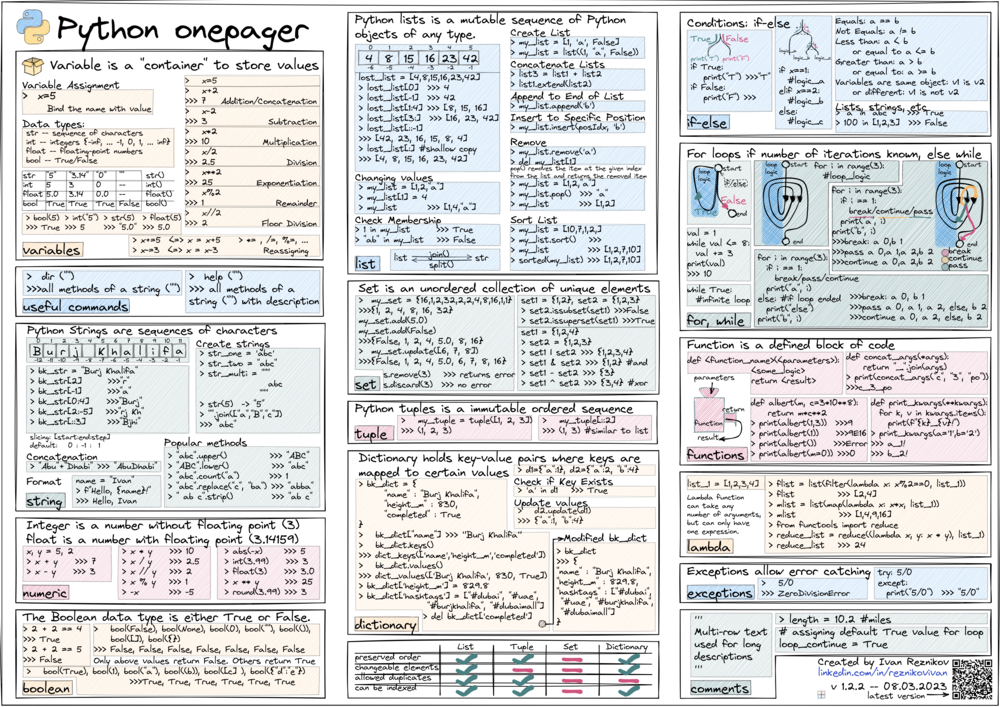 Python onepager
Variable is a "container" to store values
Variable Assignment
> x=5
Bind the name with value
Data types:
str -- sequence of characters
int -- integers {-inf, ... -1, 0, 1, ... inf}
float -- floating-point numbers
bool -- True/False
str "5" "3.14" "0" "" str()
int 5 3 0 -- int()
float 5.0 3.14 0.0 -- float()
bool True True True False bool()
> bool(5) > int("5") > str(5) > float(5)
>>> True >>> 5 >>> "5.0" >>> 5.0
> x=5
> x+2
>>> 7 Addition/Concatenation
> x-2
>>> 3 Subtraction
> x*2
>>> 10 Multiplication
> x/2
>>> 2.5 Division
> x**2
>>> 25 Exponentiation
> x%2
>>> 1 Remainder
> x//2
>>> 2 Floor Division
variables
> x+=5 <=> x = x+5 > *= , /=, %=, ...
> x-=3 <=> x = x-3 Reassigning
> dir ("")
>>>all methods of a string ("")
> help ("")
>>> all methods of a
string ("") with description
useful commands
Python Strings are sequences of characters
0 1 2 3 4 5 6 7 8 9 10 11
B u r j K h a l i f a
-12 -11 -10 -9 -8 -7 -6 -5 -4 -3 -2 -1
> bk_str = "Burj Khalifa"
> bk_str[2] >>>"r"
> bk_str[-1] >>>"a"
> bk_str[0:4] >>>"Burj"
> bk_str[2:-5] >>>"rj Kh"
> bk_str[::3] >>>"Bjhi"
slicing: [start:end:step]
default: 0 : -1 : 1
Create strings
> str_one = 'abc'
> str_two = "abc"
> str_multi = """
abc
"""
> str(5) -> "5"
> "".join(["a","B","c"])
>>> "abc"
Concatenation
> "Abu + Dhabi" >>> "AbuDhabi"
Format
name = "Ivan"
> f"Hello, {name}!"
>>> Hello, Ivan
string
Popular methods
> "abc".upper() >>> "ABC"
> "ABC".lower() >>> "abc"
> "abc".count("a") >>> 1
> "abc".replace('c', "ba") >>> "abba"
> "ab c".strip() >>> "ab c"
Integer is a number without floating point (3)
float is a number with floating point (3.14159)
x, y = 5, 2
> x + y >>> 7
> x - y >>> 3
numeric
> x * y >>> 10
> x / y >>> 2.5
> x // y >>> 2
> x % y >>> 1
> -x >>> -5
> abs(-x) >>> 5
> int(3.99) >>> 3
> float(3) >>> 3.0
> x ** y >>> 25
> round(3.99) >>> 3
The Boolean data type is either True or False.
> 2 + 2 == 4
>>> True
> 2 + 2 == 5
>>> False
> bool(False), bool(None), bool(0), bool(""), bool(()),
bool([]), bool({})
>>> False, False, False, False, False, False, False
Only above values return False. Others return True
> bool(True), bool(1), bool("a"), bool((b)), bool([c]), bool({'d':e})
>>>True, True, True, True, True, True
boolean
Python lists is a mutable sequence of Python
objects of any type.
0 1 2 3 4 5
4 8 15 16 23 42
-6 -5 -4 -3 -2 -1
lost_list = [4,8,15,16,23,42]
> lost_list[0] >>> 4
> lost_list[-1] >>> 42
> lost_list[1:4] >>> [8, 15, 16]
> lost_list[3:] >>> [16, 23, 42]
> lost_list[::-1]
>>> [42, 23, 16, 15, 8, 4]
> lost_list[:] #shallow copy
>>> [4, 8, 15, 16, 23, 42]
Changing values
> my_list = [1,2,"a"]
> my_list[1] = 4
> my_list >>> [1,4,"a"]
Check Membership
> 1 in my_list >>> True
> "ab" in my_list >>> False
list
list join() str
split()
Create List
> my_list = [1, 'a', False]
> my_list = list((1, "a", False))
Concatenate Lists
> list3 = list1 + list2
> list1.extend(list2)
Append to End of List
> my_list.append('b')
Insert to Specific Position
> my_list.insert(posIdx, 'b')
Remove
> my_list.remove('a')
> del my_list[1]
pop() removes the item at the given index
from the list and returns the removed item
> my_list = [1,2,"a"]
> my_list.pop() >>> "a"
> my_list >>> [1,2]
Sort List
> my_list = [10,7,1,2]
> my_list.sort() >>>
> my_list >>> [1,2,7,10]
> sorted(my_list) >>> [1,2,7,10]
Set is an unordered collection of unique elements
> my_set = {16,1,2,32,2,2,4,8,16,1,1}
>>>{1, 2, 4, 8, 16, 32}
my_set.add(5.0)
my_set.add(False)
>>>{False, 1, 2, 4, 5.0, 8, 16}
> my_set.update([6, 7, 8])
>>>{False, 1, 2, 4, 5.0, 6, 7, 8, 16}
set
> s.remove(3) >>> returns error
> s.discard(3) >>> no error
set1 = {1,2}, set2 = {1,2,3}
> set2.issubset(set1) >>>False
> set2.issuperset(set1) >>>True
set1 = {1,2,4}
set2 = {1,2,3}
> set1 | set2 >>> {1,2,3,4}
> set1 & set2 >>> {1,2} #and
> set1 - set2 >>> {3}
> set1 ^ set2 >>> {3,4} #xor
Python tuples is a immutable ordered sequence
tuple
> my_tuple = tuple([1, 2, 3])
>>> (1, 2, 3)
> my_tuple[::2]
>>> (1, 3) #similar to list
Dictionary holds key-value pairs where keys are
mapped to certain values
> d1={"a":1}, d2={"a":2, "b":4}
> bk_dict = {
"name" : "Burj Khalifa",
"height_m" : 830,
"completed" : True
}
Check if Key Exists
> 'a' in d1 >>> True
Update values
> d2.update(d1)
>>> {"a":1, "b":4}
> bk_dict["name"] >>> "Burj Khalifa"
> bk_dict.keys()
>>> dict_keys(['name','height_m','completed'])
> bk_dict.values()
>>> dict_values(['Burj Khalifa', 830, True])
> bk_dict['height_m'] = 829.8
> bk_dict['hashtags'] = ["#dubai", "#uae",
"#burjkhalifa", "#dubaimall"]
> del bk_dict['completed']
dictionary
Modified bk_dict
> bk_dict
>>>
{
"name" : "Burj Khalifa",
"height_m" : 829.8,
"hashtags" : ["#dubai",
"#uae", "#burjkhalifa,
"#dubaimall"]
}
List Tuple Set Dictionary
preserved order
changeable elements
allowed duplicates
can be indexed
Conditions: if-else
True False
logic_a logic_b logic_c
print("T") print("F")
if True:
print("T") >>>"T"
if False:
print("F") >>>
if x==1:
#logic_a
elif x==2:
#logic_b
else:
#logic_c
if-else
Equals: a == b
Not Equals: a != b
Less than: a < b
or equal to a <= b
Greater than: a > b
or equal to: a >= b
Variables are same object: v1 is v2
or different: v1 is not v2
Lists, strings, etc
> 'a' in "abc" >>> True
> 100 in [1,2,3] >>> False
For loops if number of iterations known, else while
start
loop
logic
if/else
True
False
end
val = 1
while val <= 8:
val += 3
print(val)
>>> 10
while True:
#infinite loop
for, while
for i in range(3):
#loop_logic
loop
logic
start
end
for i in range(3):
if i == 1:
break/continue/pass
print('a', i)
print('b', i)
>>>break: a 0,b 1
>>>pass a 0,a 1,a 2,b 2
>>>continue a 0,a 2,b 2
loop
logic
start
end
break
continue
pass
for i in range(3):
if i == 1:
break/continue/pass
print('a', i)
else: #if loop ended
print("else")
print("b", i)
>>>break: a 0, b 1
>>>pass a 0, a 1, a 2, else, b 2
>>>continue a 0, a 2, else, b 2
Function is a defined block of code
def <function_name>(<parameters>):
<some_logic>
return <result>
parameters
function
return
result
functions
def concat_args(*args):
return "_".join(args)
> print(concat_args("c", "3", "po"))
>>>c_3_po
def albert(m, c=3*10**8):
return m*c**2
> print(albert(1,3)) >>>9
> print(albert(1)) >>>9E16
> print(albert()) >>>Error
> print(albert(m=0)) >>>0
def print_kwargs(**kwargs):
for k, v in kwargs.items():
print(f"{k}_{v}!")
> print_kwargs(a="1",b='2')
>>> a_1!
>>> b_2!
list_1 = [1,2,3,4]
Lambda function
can take any
number of arguments,
but can only have
one expression.
lambda
> flist = list(filter(lambda x: x%2==0, list_1))
> flist >>> [2,4]
> mlist = list(map(lambda x: x*x, list_1))
> mlist >>> [1,4,9,16]
> from functools import reduce
> reduce_list = reduce((lambda x, y: x * y), list_1)
> reduce_list >>> 24
Exceptions allow error catching
exceptions
> 5/0
>>> ZeroDivisionError
try: 5/0
except:
print("5/0") >>> "5/0"
'''
Multi-row text
used for long
descriptions
'''
comments
> length = 10.2 #miles
# assigning default True value for loop
loop_continue = True
Created by Ivan Reznikov
linkedin.com/in/reznikovivan
v 1.2.2 -- 08.03.2023
latest version